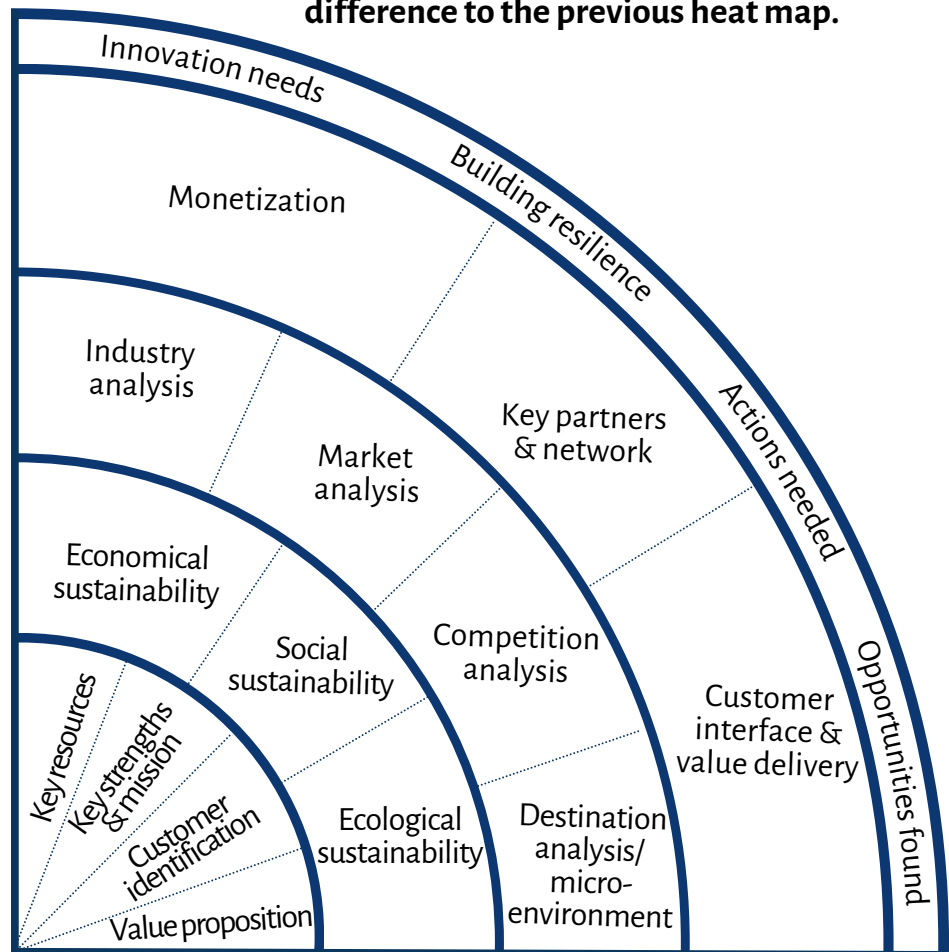 difference to the previous heat map.
Innovation needs
Building resilience
Actions needed
Opportunities found
Monetization
Key partners
& network
Customer
interface &
value delivery
Industry
analysis
Market
analysis
Competition
analysis
Destination
analysis/
micro-
environment
Economical
sustainability
Social
sustainability
Ecological
sustainability
Key resources
Key strengths
& mission
Customer
identification
Value proposition